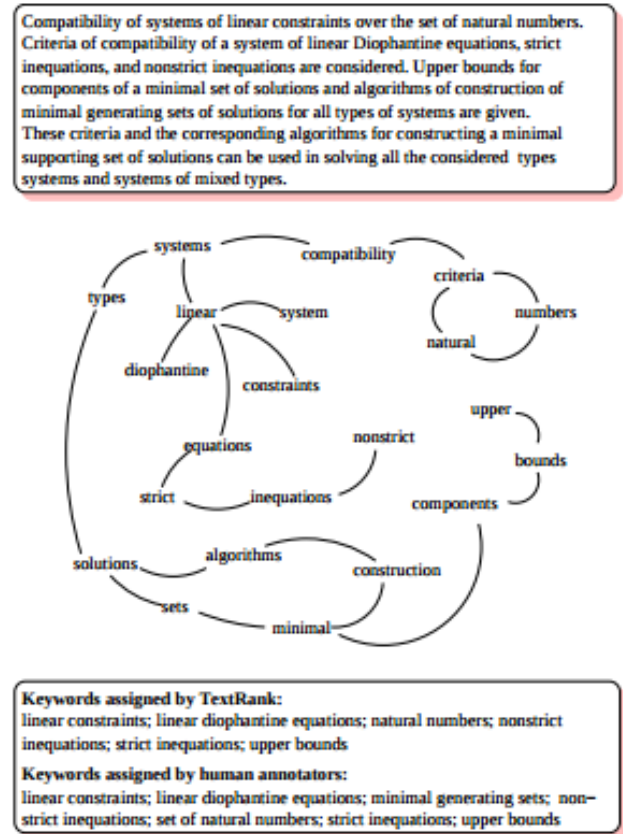 Compatibility of systems of linear constraints over the set of natural numbers.
Criteria of compatibility of a system of linear Diophantine equations, strict
inequations, and nonstrict inequations are considered. Upper bounds for
components of a minimal set of solutions and algorithms of construction of
minimal generating sets of solutions for all types of systems are given.
These criteria and the corresponding algorithms for constructing a minimal
supporting set of solutions can be used in solving all the considered types
systems and systems of mixed types.
systems
compatibility
criteria
types
linear
system
numbers
natural
diophantine
constraints
upper
nonstrict
equations
bounds
strict
inequations
components
algorithms
solutions
construction
sets
minimal
Keywords assigned by TextRank:
linear constraints; linear diophantine equations; natural numbers; nonstrict
inequations; strict inequations; upper bounds
Keywords assigned by human annotators:
linear constraints; linear diophantine equations; minimal generating sets; non–
strict inequations; set of natural numbers; strict inequations; upper bounds